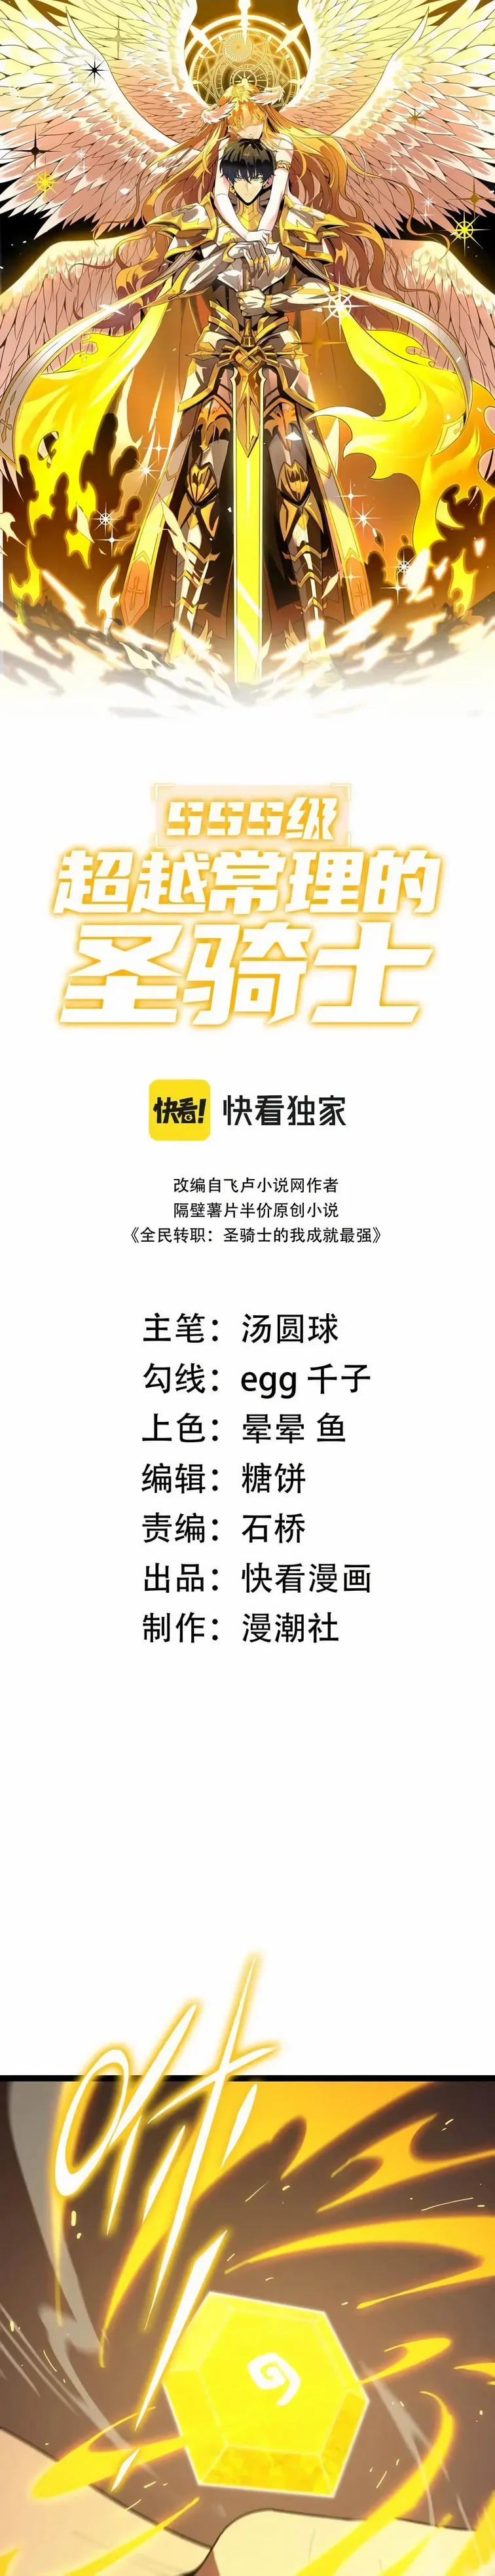 SSS级
超越常理的
圣骑士
快看!
快看独家
改编自飞卢小说网作者
隔壁薯片半价原创小说
《全民转职：圣骑士的我成就最强》
主笔：汤圆球
勾线：egg 千子
上色：晕晕 鱼
编辑：糖饼
责编：石桥
出品：快看漫画
制作：漫潮社